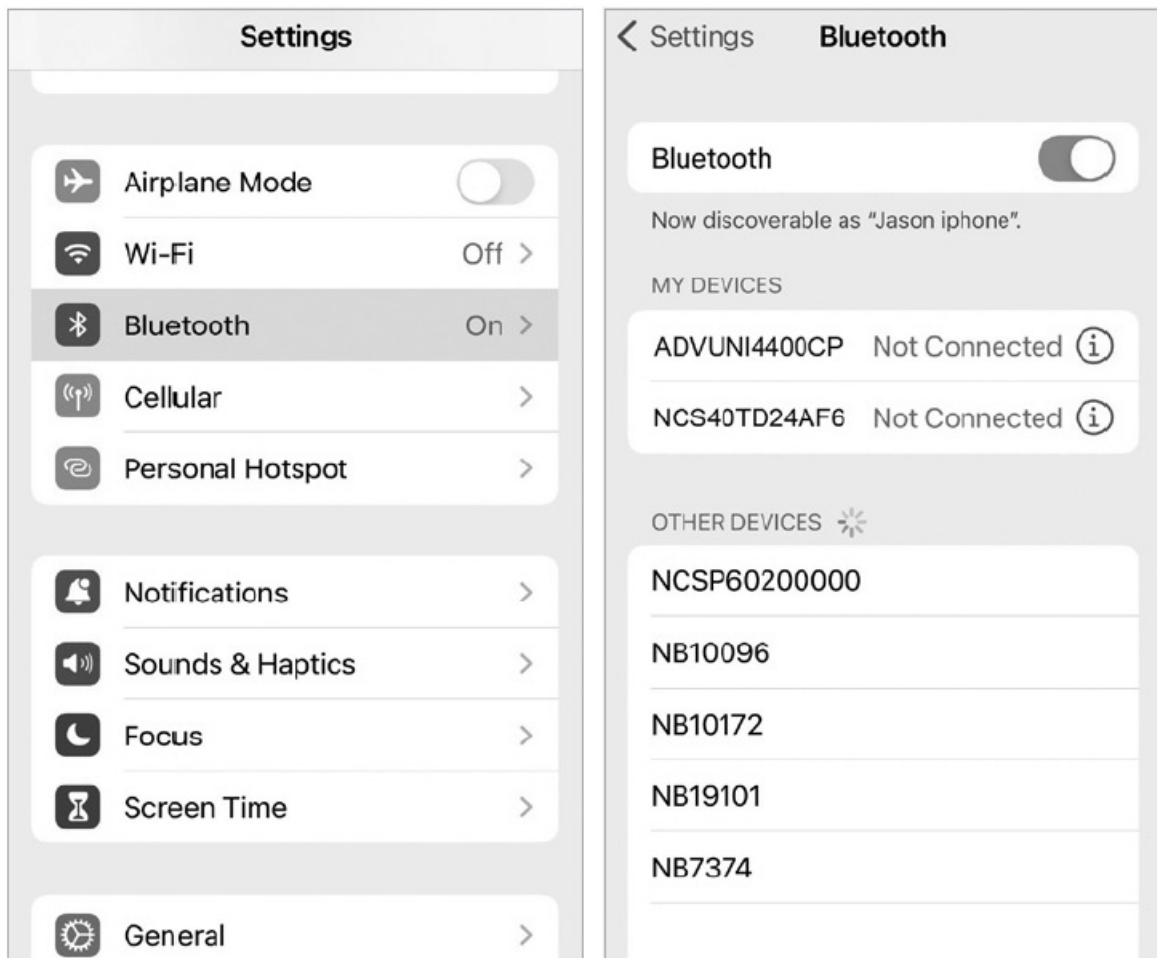 Settings
Airplane Mode
Wi-Fi Off
Bluetooth On
Cellular
Personal Hotspot
Notifications
Sounds & Haptics
Focus
Screen Time
General
Settings Bluetooth
Bluetooth
Now discoverable as “Jason iphone”.
MY DEVICES
ADVUNI4400CP Not Connected
NCS40TD24AF6 Not Connected
OTHER DEVICES
NCSP60200000
NB10096
NB10172
NB19101
NB7374